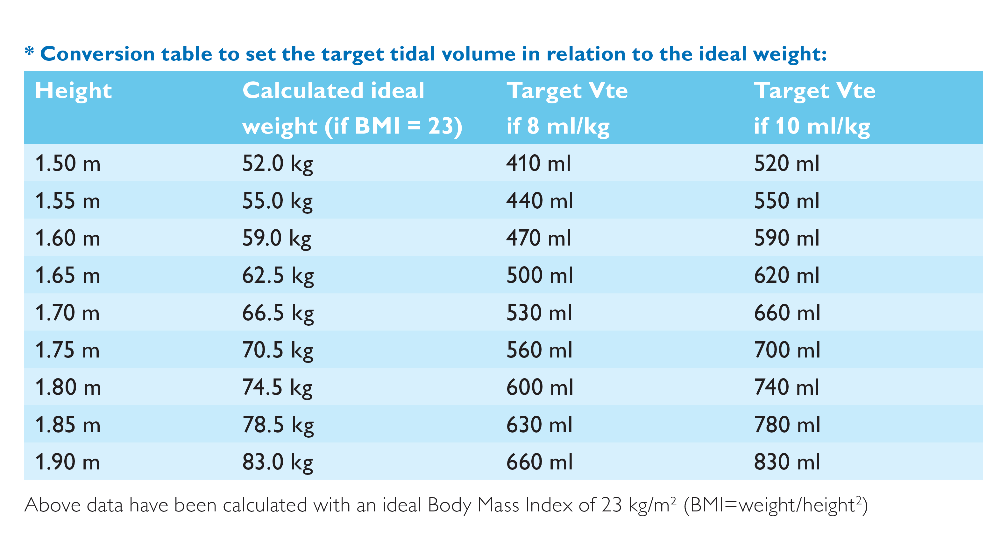 * Conversion table to set the target tidal volume in relation to the ideal weight:
Height Calculated ideal Target Vte Target Vte
weight (if BMI = 23) if 8 ml/kg if 10 ml/kg
1.50 m 52.0 kg 410 ml 520 ml
1.55 m 55.0 kg 440 ml 550 ml
1.60 m 59.0 kg 470 ml 590 ml
1.65 m 62.5 kg 500 ml 620 ml
1.70 m 66.5 kg 530 ml 660 ml
1.75 m 70.5 kg 560 ml 700 ml
1.80 m 74.5 kg 600 ml 740 ml
1.85 m 78.5 kg 630 ml 780 ml
1.90 m 83.0 kg 660 ml 830 ml
Above data have been calculated with an ideal Body Mass Index of 23 kg/m² (BMI=weight/height²)